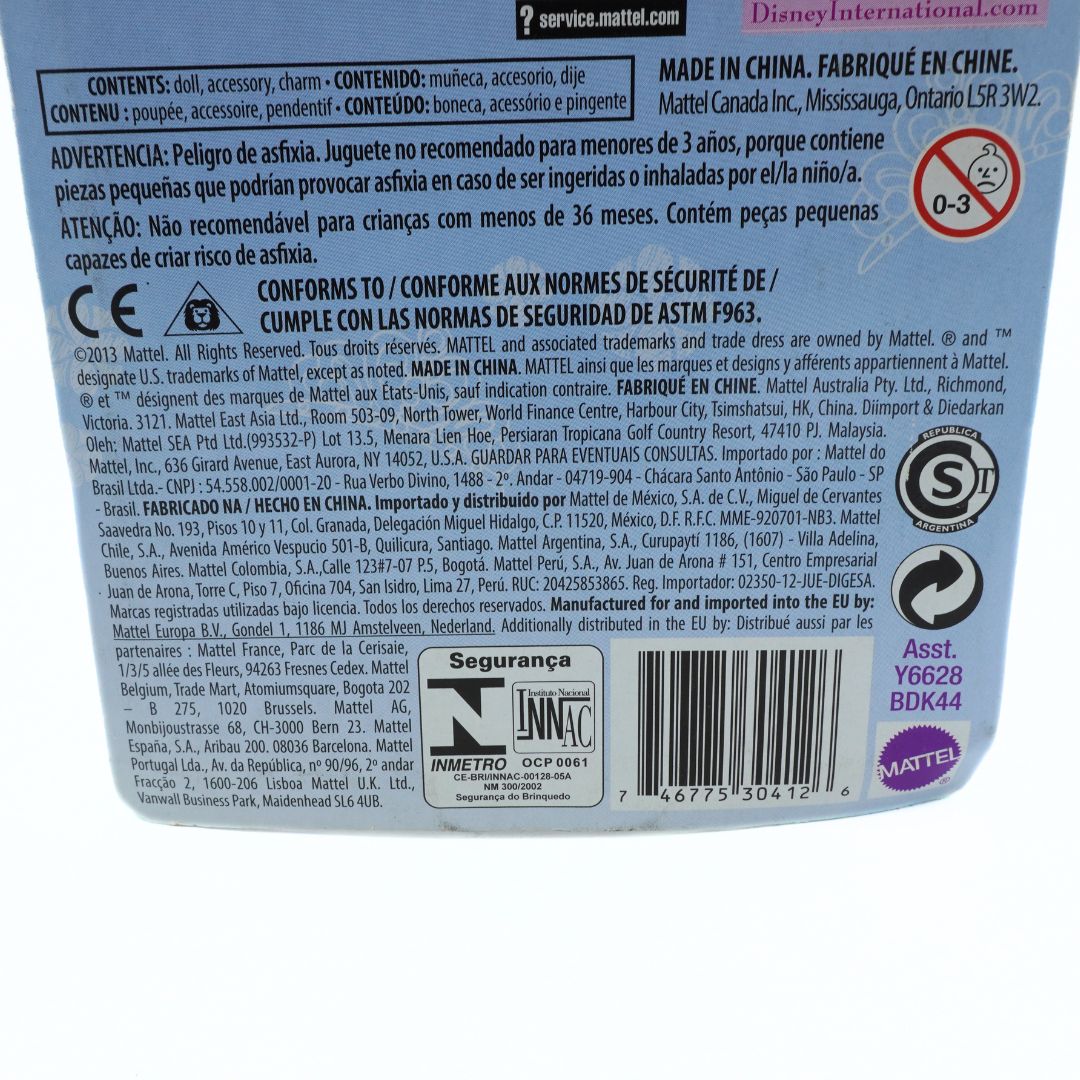 ? service.mattel.com
DisneyInternational.com
CONTENTS: doll, accessory, charm • CONTENIDO: muñeca, accesorio, dije
CONTENU : poupée, accessoire, pendentif • CONTEÚDO: boneca, acessório e pingente
MADE IN CHINA. FABRIQUÉ EN CHINE.
Mattel Canada Inc., Mississauga, Ontario L5R 3W2.
ADVERTENCIA: Peligro de asfixia. Juguete no recomendado para menores de 3 años, porque contiene
piezas pequeñas que podrían provocar asfixia en caso de ser ingeridas o inhaladas por el/la niño/a.
0-3
ATENÇÃO: Não recomendável para crianças com menos de 36 meses. Contém peças pequenas
capazes de criar risco de asfixia.
CE
CONFORMS TO / CONFORME AUX NORMES DE SÉCURITÉ DE /
CUMPLE CON LAS NORMAS DE SEGURIDAD DE ASTM F963.
©2013 Mattel. All Rights Reserved. Tous droits réservés. MATTEL and associated trademarks and trade dress are owned by Mattel. ® and ™
designate U.S. trademarks of Mattel, except as noted. MADE IN CHINA. MATTEL ainsi que les marques et designs y afférents appartiennent à Mattel.
® et ™ désignent des marques de Mattel aux États-Unis, sauf indication contraire. FABRIQUÉ EN CHINE. Mattel Australia Pty. Ltd., Richmond,
Victoria. 3121. Mattel East Asia Ltd., Room 503-09, North Tower, World Finance Centre, Harbour City, Tsimshatsui, HK, China. Diimport & Diedarkan
Oleh: Mattel SEA Ptd Ltd.(993532-P) Lot 13.5, Menara Lien Hoe, Persiaran Tropicana Golf Country Resort, 47410 PJ. Malaysia.
Mattel, Inc., 636 Girard Avenue, East Aurora, NY 14052, U.S.A. GUARDAR PARA EVENTUAIS CONSULTAS. Importado por : Mattel do
Brasil Ltda.- CNPJ : 54.558.002/0001-20 - Rua Verbo Divino, 1488 - 2º. Andar - 04719-904 - Chácara Santo Antônio - São Paulo - SP
- Brasil. FABRICADO NA / HECHO EN CHINA. Importado y distribuido por Mattel de México, S.A. de C.V., Miguel de Cervantes
Saavedra No. 193, Pisos 10 y 11, Col. Granada, Delegación Miguel Hidalgo, C.P. 11520, México, D.F. R.F.C. MME-920701-NB3. Mattel
Chile, S.A., Avenida Américo Vespucio 501-B, Quilicura, Santiago. Mattel Argentina, S.A., Curupaytí 1186, (1607) - Villa Adelina,
Buenos Aires. Mattel Colombia, S.A.,Calle 123#7-07 P.5, Bogotá. Mattel Perú, S.A., Av. Juan de Arona # 151, Centro Empresarial
Juan de Arona, Torre C, Piso 7, Oficina 704, San Isidro, Lima 27, Perú. RUC: 20425853865. Reg. Importador: 02350-12-JUE-DIGESA.
Marcas registradas utilizadas bajo licencia. Todos los derechos reservados. Manufactured for and imported into the EU by:
Mattel Europa B.V., Gondel 1, 1186 MJ Amstelveen, Nederland. Additionally distributed in the EU by: Distribué aussi par les
partenaires : Mattel France, Parc de la Cerisaie,
1/3/5 allée des Fleurs, 94263 Fresnes Cedex. Mattel
Belgium, Trade Mart, Atomiumsquare, Bogota 202
– B 275, 1020 Brussels. Mattel AG,
Monbijoustrasse 68, CH-3000 Bern 23. Mattel
España, S.A., Aribau 200. 08036 Barcelona. Mattel
Portugal Lda., Av. da República, nº 90/96, 2º andar
Fracção 2, 1600-206 Lisboa Mattel U.K. Ltd.
Vanwall Business Park, Maidenhead SL6 4UB.
REPUBLICA
S T
ARGENTINA
Segurança
N
INMETRO
Instituto Nacional
INNAC
OCP 0061
CE-BRI/INNAC-00128-05A
NM 300/2002
Segurança do Brinquedo
7 46775 30412 6
Asst.
Y6628
BDK44
MATTEL
®